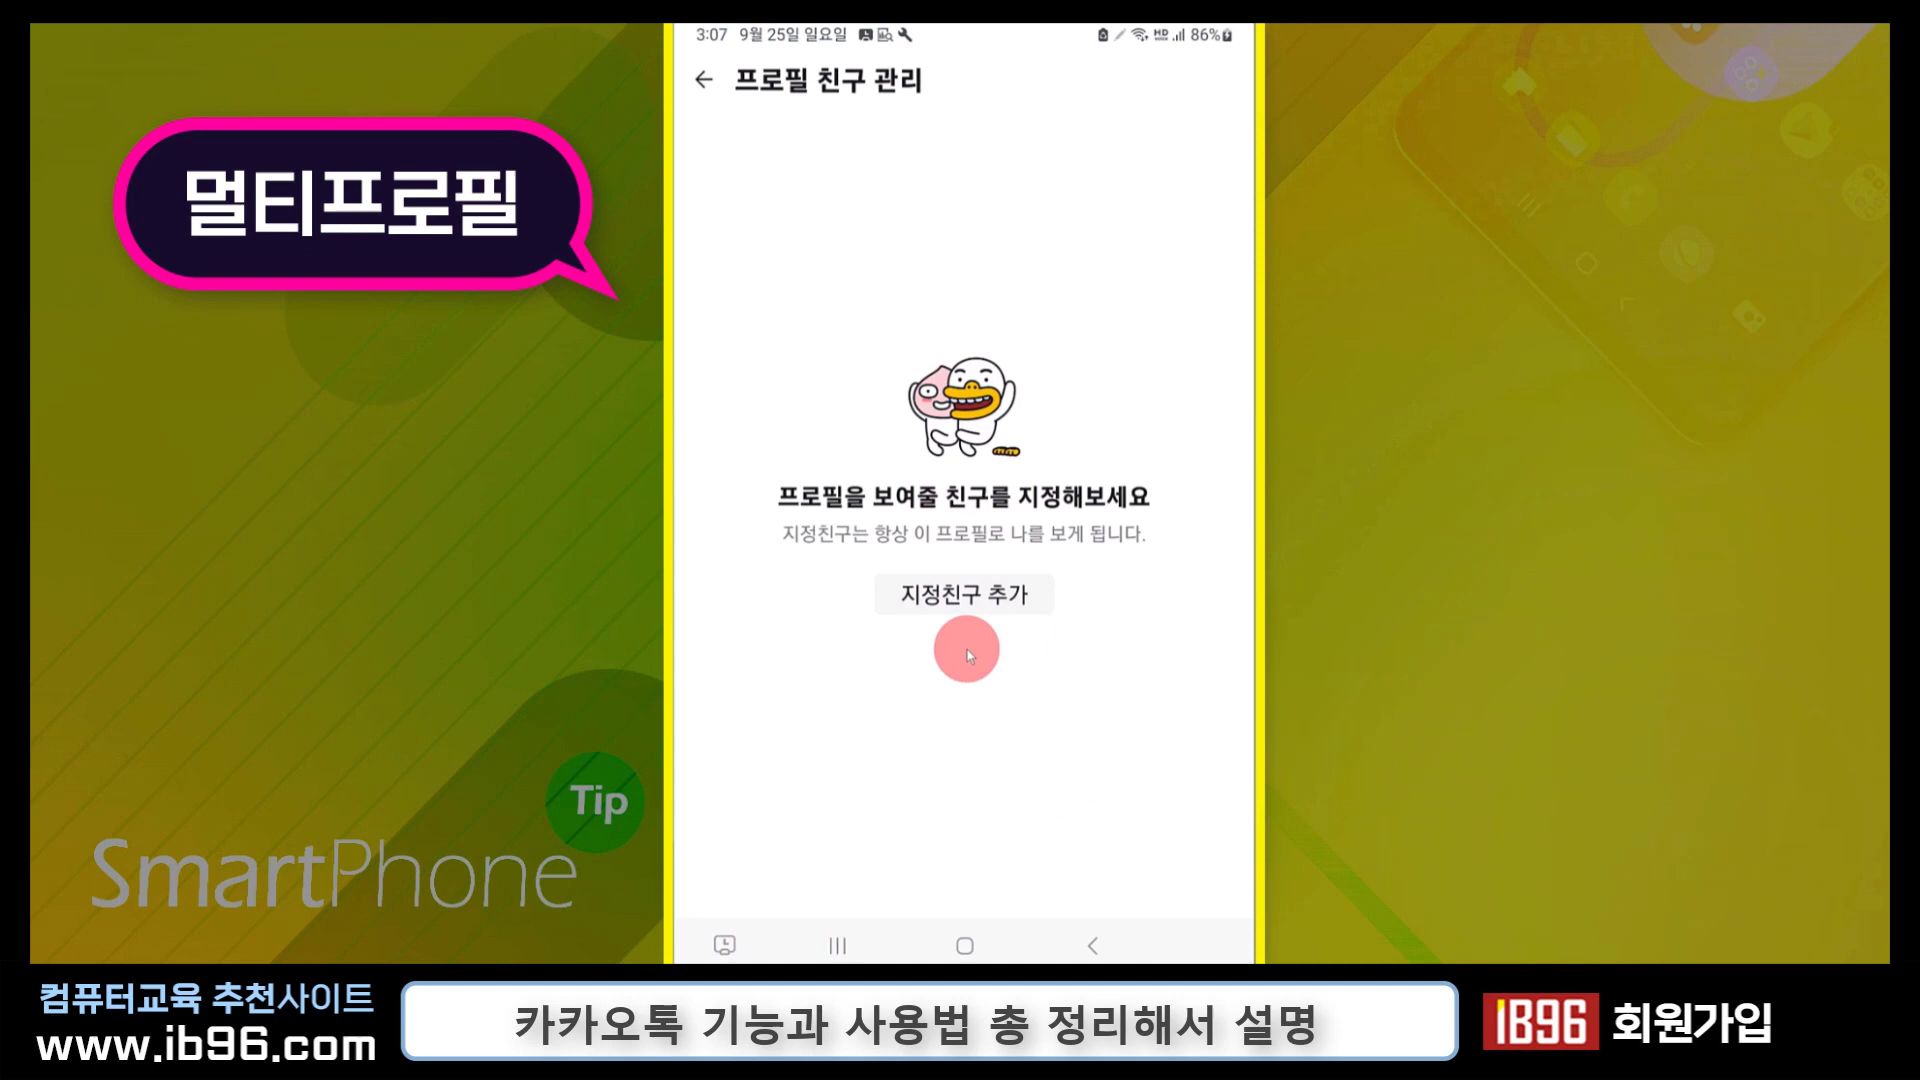 3:07 9월 25일 일요일
86%
프로필 친구 관리
멀티프로필
프로필을 보여줄 친구를 지정해보세요
지정친구는 항상 이 프로필로 나를 보게 됩니다.
지정친구 추가
Tip
SmartPhone
컴퓨터교육 추천사이트
www.ib96.com
카카오톡 기능과 사용법 총 정리해서 설명
IB96 회원가입